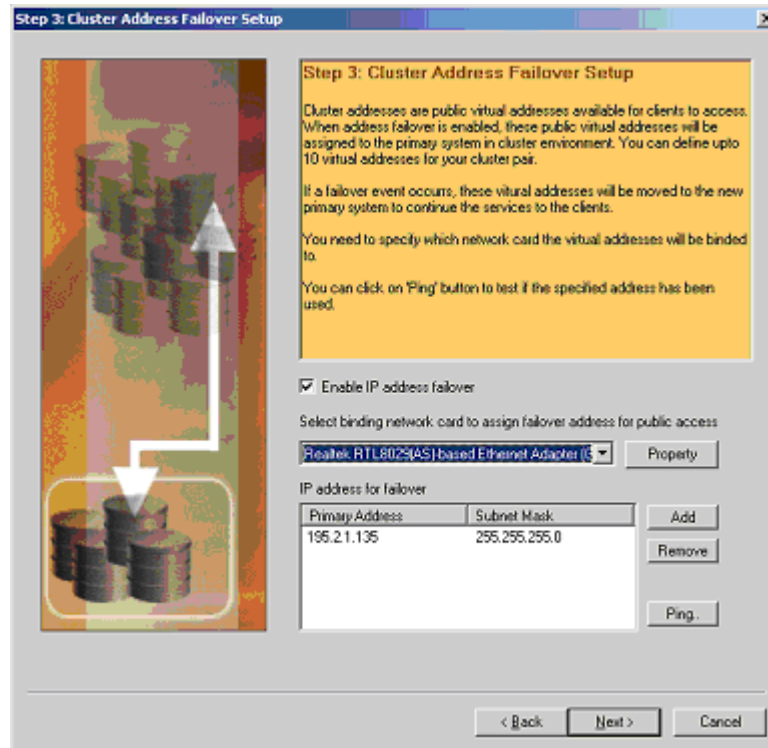 Step 3: Cluster Address Failover Setup
Step 3: Cluster Address Failover Setup
Cluster addresses are public virtual addresses available for clients to access.
When address failover is enabled, these public virtual addresses will be
assigned to the primary system in cluster environment. You can define upto
10 virtual addresses for your cluster pair.
If a failover event occurs, these vitural addresses will be moved to the new
primary system to continue the services to the clients.
You need to specify which network card the virtual addresses will be binded
to.
You can click on 'Ping' button to test if the specified address has been
used.
Enable IP address failover
Select binding network card to assign failover address for public access
Realtek RTL8029(AS)-based Ethernet Adapter (G
Property
IP address for failover
Primary Address Subnet Mask
195.2.1.135 255.255.255.0
Add
Remove
Ping..
< Back Next > Cancel